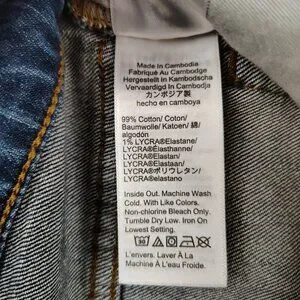 Made In Cambodia
Fabriqué Au Cambodge
Hergestellt in Kambodscha
Vervaardigd In Cambodja
カンボジア製
hecho en camboya
99% Cotton/ Coton/
Baumwolle/ Katoen/ 綿/
algodón
1% LYCRA®Elastane/
LYCRA®Élasthanne/
LYCRA®Elastan/
LYCRA®Elastaan/
LYCRA®ポリウレタン/
LYCRA®elastano
Inside Out. Machine Wash
Cold. With Like Colors.
Non-chlorine Bleach Only.
Tumble Dry Low. Iron On
Lowest Setting.
L'envers. Laver À La
Machine À L'eau Froide.